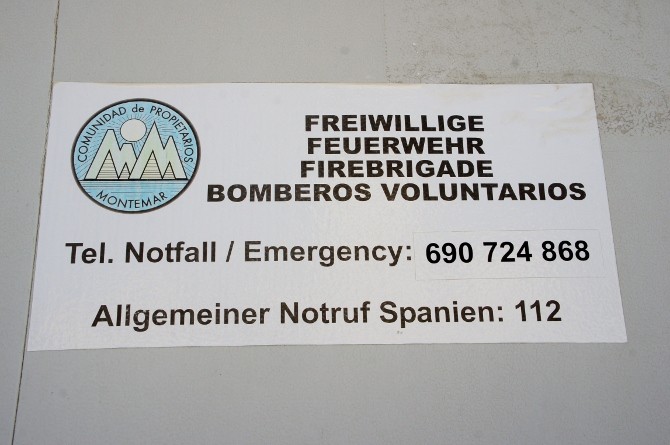 COMUNIDAD de PROPIETARIOS
MONTEMAR
FREIWILLIGE
FEUERWEHR
FIREBRIGADE
BOMBEROS VOLUNTARIOS
Tel. Notfall / Emergency: 690 724 868
Allgemeiner Notruf Spanien: 112